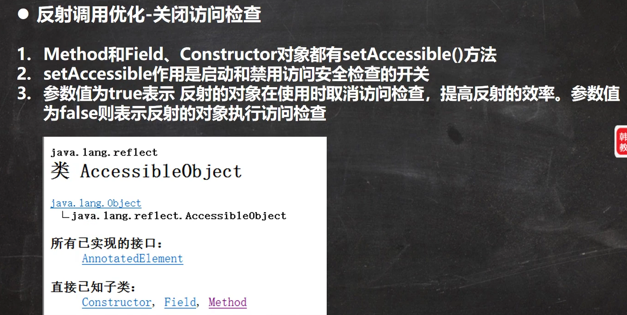 ● 反射调用优化-关闭访问检查
1. Method和Field、Constructor对象都有setAccessible()方法
2. setAccessible作用是启动和禁用访问安全检查的开关
3. 参数值为true表示 反射的对象在使用时取消访问检查，提高反射的效率。参数值
为false则表示反射的对象执行访问检查
java.lang.reflect
类 AccessibleObject
java.lang.Object
└java.lang.reflect.AccessibleObject
所有已实现的接口:
AnnotatedElement
直接已知子类:
Constructor, Field, Method
韩
教